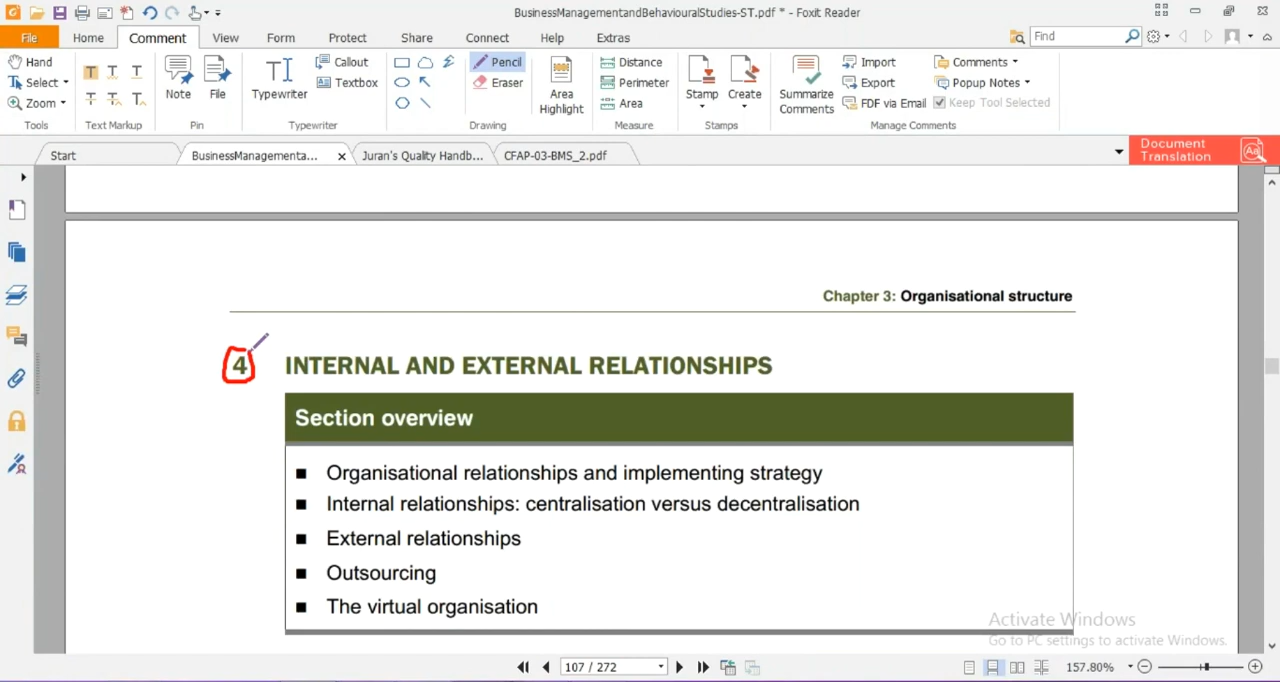 BusinessManagementandBehaviouralStudies-ST.pdf * - Foxit Reader
File Home Comment View Form Protect Share Connect Help Extras
Find
Hand
Select
Zoom
Tools
T T T
T T T
Text Markup
Note File
Pin
Typewriter
Callout
Textbox
Typewriter
Pencil
Eraser
Drawing
Area
Highlight
Distance
Perimeter
Area
Measure
Stamp Create
Stamps
Summarize
Comments
Import
Export
FDF via Email
Comments
Popup Notes
Keep Tool Selected
Manage Comments
Start BusinessManagementa... x Juran's Quality Handb... CFAP-03-BMS_2.pdf
Document
Translation
Aa
Chapter 3: Organisational structure
4 INTERNAL AND EXTERNAL RELATIONSHIPS
Section overview
■ Organisational relationships and implementing strategy
■ Internal relationships: centralisation versus decentralisation
■ External relationships
■ Outsourcing
■ The virtual organisation
Activate Windows
Go to PC settings to activate Windows.
107 / 272
157.80%